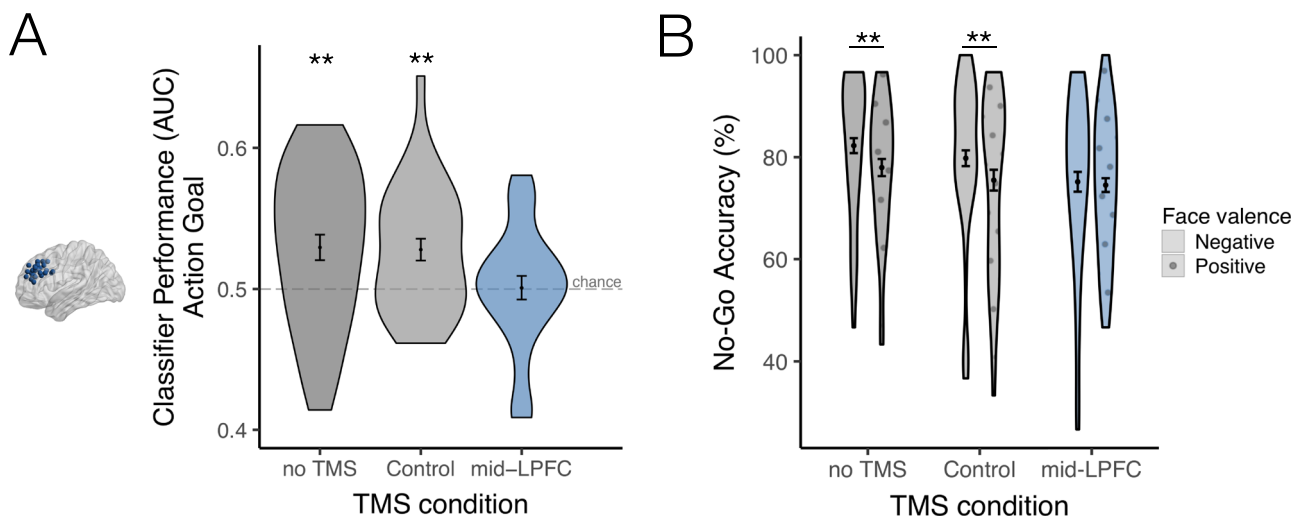 A
Classifier Performance (AUC)
Action Goal
0.6
0.5
0.4
**
**
chance
no TMS
Control
mid–LPFC
TMS condition
B
No-Go Accuracy (%)
100
80
60
40
**
**
no TMS
Control
mid-LPFC
TMS condition
Face valence
Negative
Positive